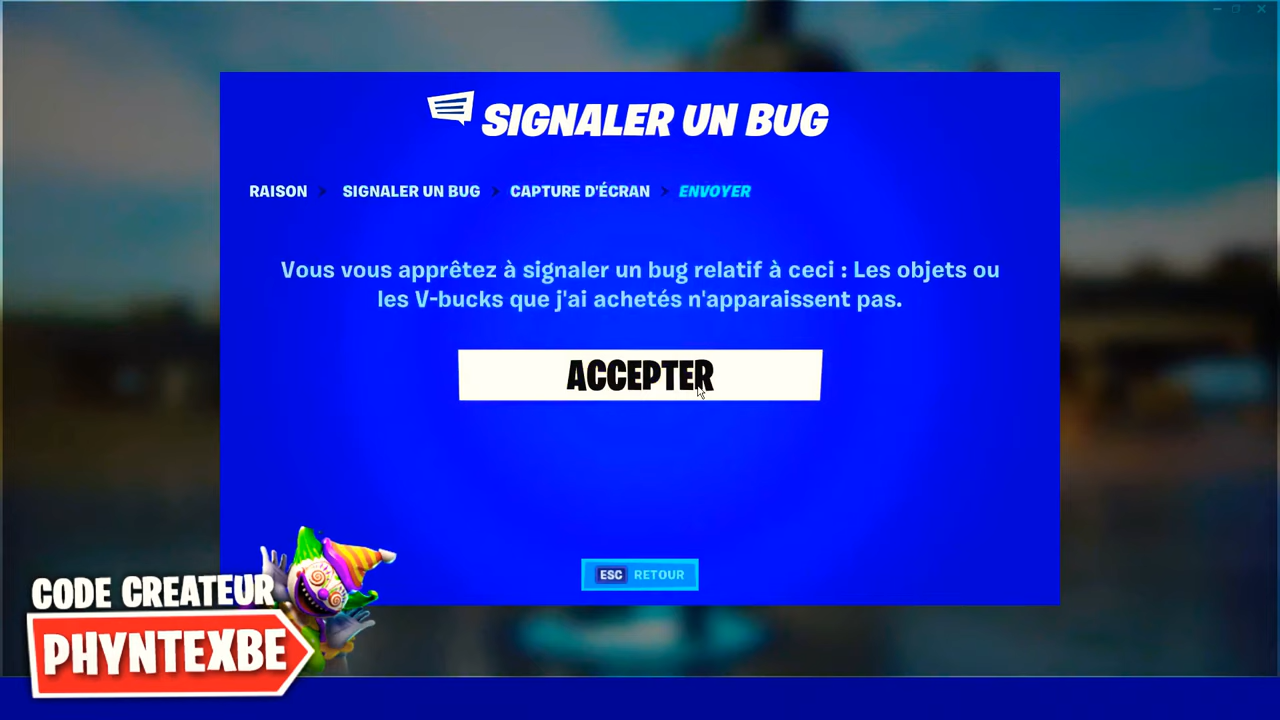 SIGNALER UN BUG
RAISON > SIGNALER UN BUG > CAPTURE D'ÉCRAN > ENVOYER
Vous vous apprêtez à signaler un bug relatif à ceci : Les objets ou
les V-bucks que j'ai achetés n'apparaissent pas.
ACCEPTER
ESC RETOUR
CODE CREATEUR
PHYNTEXBE